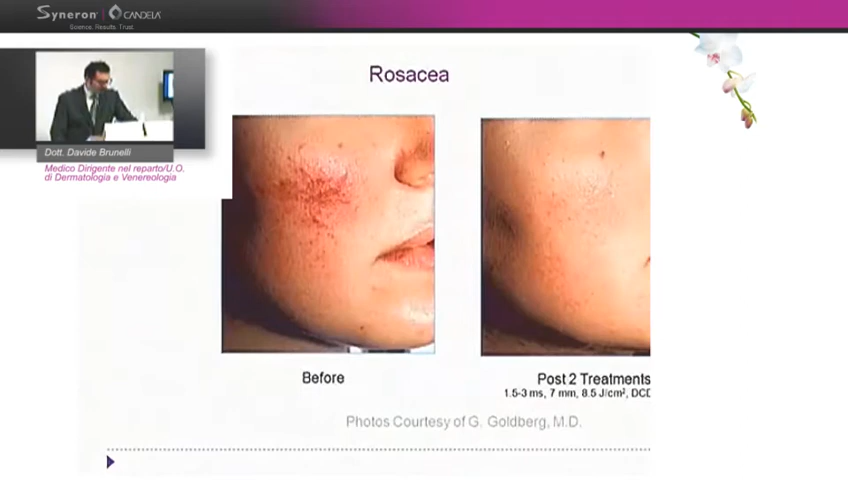 Syneron | CANDELA
Science. Results. Trust.
Rosacea
Dott. Davide Brunelli
Medico Dirigente nel reparto/U.O.
di Dermatologia e Venereologia
Before
Post 2 Treatments
1.5-3 ms, 7 mm, 8.5 J/cm², DCD
Photos Courtesy of G. Goldberg, M.D.